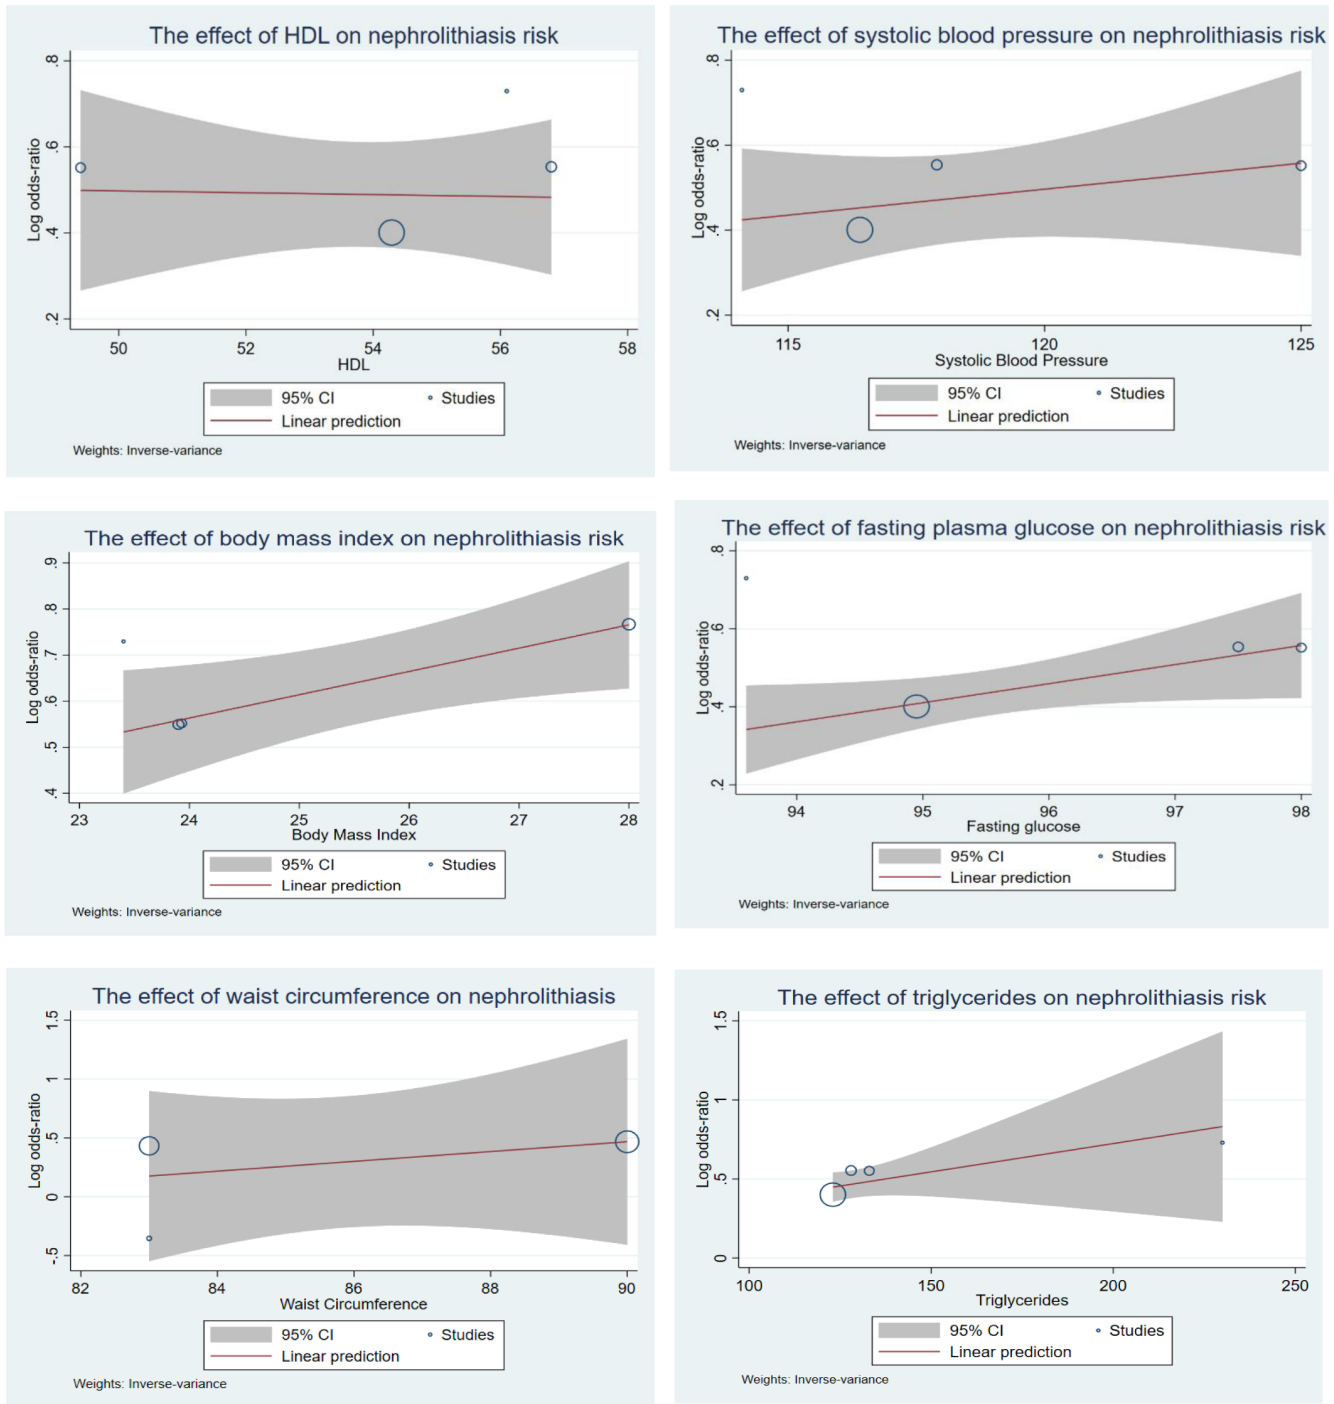 The effect of HDL on nephrolithiasis risk
.8
.6
.4
.2
Log odds-ratio
50 52 54 56 58
HDL
95% CI Studies
Linear prediction
Weights: Inverse-variance
The effect of systolic blood pressure on nephrolithiasis risk
.8
.6
.4
.2
Log odds-ratio
115 120 125
Systolic Blood Pressure
95% CI Studies
Linear prediction
Weights: Inverse-variance
The effect of body mass index on nephrolithiasis risk
.9
.8
.7
.6
.5
.4
Log odds-ratio
23 24 25 26 27 28
Body Mass Index
95% CI Studies
Linear prediction
Weights: Inverse-variance
The effect of fasting plasma glucose on nephrolithiasis risk
.8
.6
.4
.2
Log odds-ratio
94 95 96 97 98
Fasting glucose
95% CI Studies
Linear prediction
Weights: Inverse-variance
The effect of waist circumference on nephrolithiasis
1.5
1
.5
0
-.5
Log odds-ratio
82 84 86 88 90
Waist Circumference
95% CI Studies
Linear prediction
Weights: Inverse-variance
The effect of triglycerides on nephrolithiasis risk
1.5
1
.5
0
Log odds-ratio
100 150 200 250
Triglycerides
95% CI Studies
Linear prediction
Weights: Inverse-variance